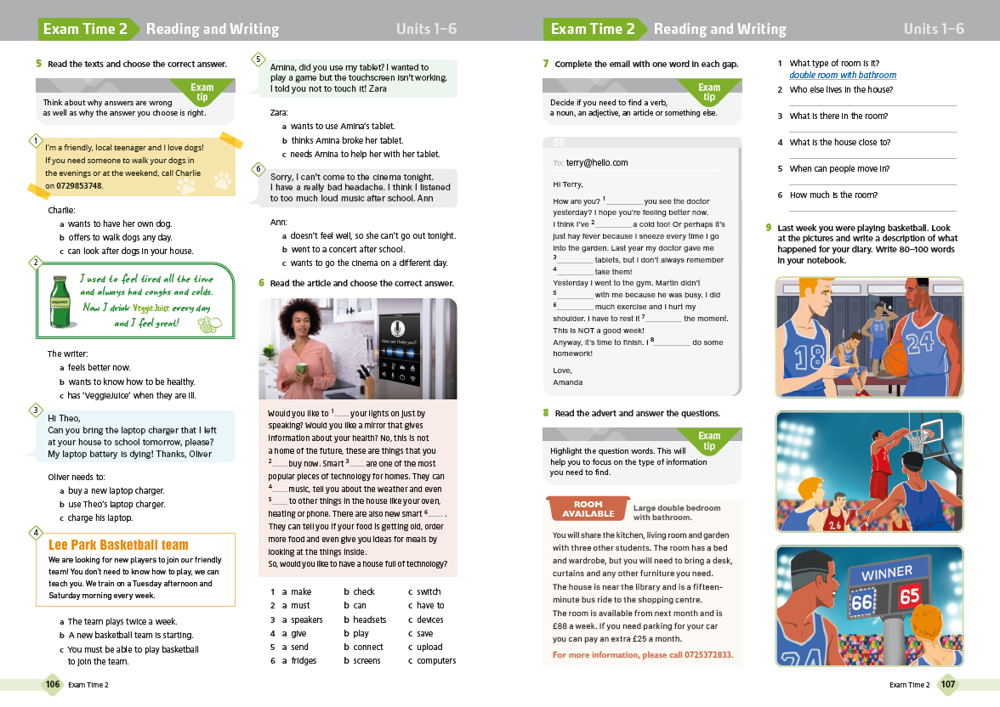 Exam Time 2 Reading and Writing Units 1–6
5 Read the texts and choose the correct answer.
Exam
tip
Think about why answers are wrong
as well as why the answer you choose is right.
1
I'm a friendly, local teenager and I love dogs!
If you need someone to walk your dogs in
the evenings or at the weekend, call Charlie
on 0729853748.
Charlie:
a wants to have her own dog.
b offers to walk dogs any day.
c can look after dogs in your house.
2
I used to feel tired all the time
and always had coughs and colds.
Now I drink VeggieJuice every day
and I feel great!
The writer:
a feels better now.
b wants to know how to be healthy.
c has 'VeggieJuice' when they are ill.
3
Hi Theo,
Can you bring the laptop charger that I left
at your house to school tomorrow, please?
My laptop battery is dying! Thanks, Oliver
Oliver needs to:
a buy a new laptop charger.
b use Theo's laptop charger.
c charge his laptop.
4
Lee Park Basketball team
We are looking for new players to join our friendly
team! You don't need to know how to play, we can
teach you. We train on a Tuesday afternoon and
Saturday morning every week.
a The team plays twice a week.
b A new basketball team is starting.
c You must be able to play basketball
to join the team.
5
Amina, did you use my tablet? I wanted to
play a game but the touchscreen isn't working.
I told you not to touch it! Zara
Zara:
a wants to use Amina's tablet.
b thinks Amina broke her tablet.
c needs Amina to help her with her tablet.
6
Sorry, I can't come to the cinema tonight.
I have a really bad headache. I think I listened
to too much loud music after school. Ann
Ann:
a doesn't feel well, so she can't go out tonight.
b went to a concert after school.
c wants to go the cinema on a different day.
6 Read the article and choose the correct answer.
How can I help you?
Would you like to 1____ your lights on just by
speaking? Would you like a mirror that gives
information about your health? No, this is not
a home of the future, these are things that you
2____ buy now. Smart 3____ are one of the most
popular pieces of technology for homes. They can
4____ music, tell you about the weather and even
5____ to other things in the house like your oven,
heating or phone. There are also new smart 6____ .
They can tell you if your food is getting old, order
more food and even give you ideas for meals by
looking at the things inside.
So, would you like to have a house full of technology?
1 a make b check c switch
2 a must b can c have to
3 a speakers b headsets c devices
4 a give b play c save
5 a send b connect c upload
6 a fridges b screens c computers
106 Exam Time 2
Exam Time 2 Reading and Writing Units 1–6
7 Complete the email with one word in each gap.
Exam
tip
Decide if you need to find a verb,
a noun, an adjective, an article or something else.
To: terry@hello.com
Hi Terry,
How are you? 1________ you see the doctor
yesterday? I hope you're feeling better now.
I think I've 2________ a cold too! Or perhaps it's
just hay fever because I sneeze every time I go
into the garden. Last year my doctor gave me
3________ tablets, but I don't always remember
4________ take them!
Yesterday I went to the gym. Martin didn't
5________ with me because he was busy. I did
6________ much exercise and I hurt my
shoulder. I have to rest it 7________ the moment.
This is NOT a good week!
Anyway, it's time to finish. I 8________ do some
homework!
Love,
Amanda
8 Read the advert and answer the questions.
Exam
tip
Highlight the question words. This will
help you to focus on the type of information
you need to find.
ROOM
AVAILABLE
Large double bedroom
with bathroom.
You will share the kitchen, living room and garden
with three other students. The room has a bed
and wardrobe, but you will need to bring a desk,
curtains and any other furniture you need.
The house is near the library and is a fifteen-
minute bus ride to the shopping centre.
The room is available from next month and is
£88 a week. If you need parking for your car
you can pay an extra £25 a month.
For more information, please call 0725372833.
1 What type of room is it?
double room with bathroom
2 Who else lives in the house?
3 What is there in the room?
4 What is the house close to?
5 When can people move in?
6 How much is the room?
9 Last week you were playing basketball. Look
at the pictures and write a description of what
happened for your diary. Write 80–100 words
in your notebook.
18
21
24
26
WINNER
66
65
24
Exam Time 2 107